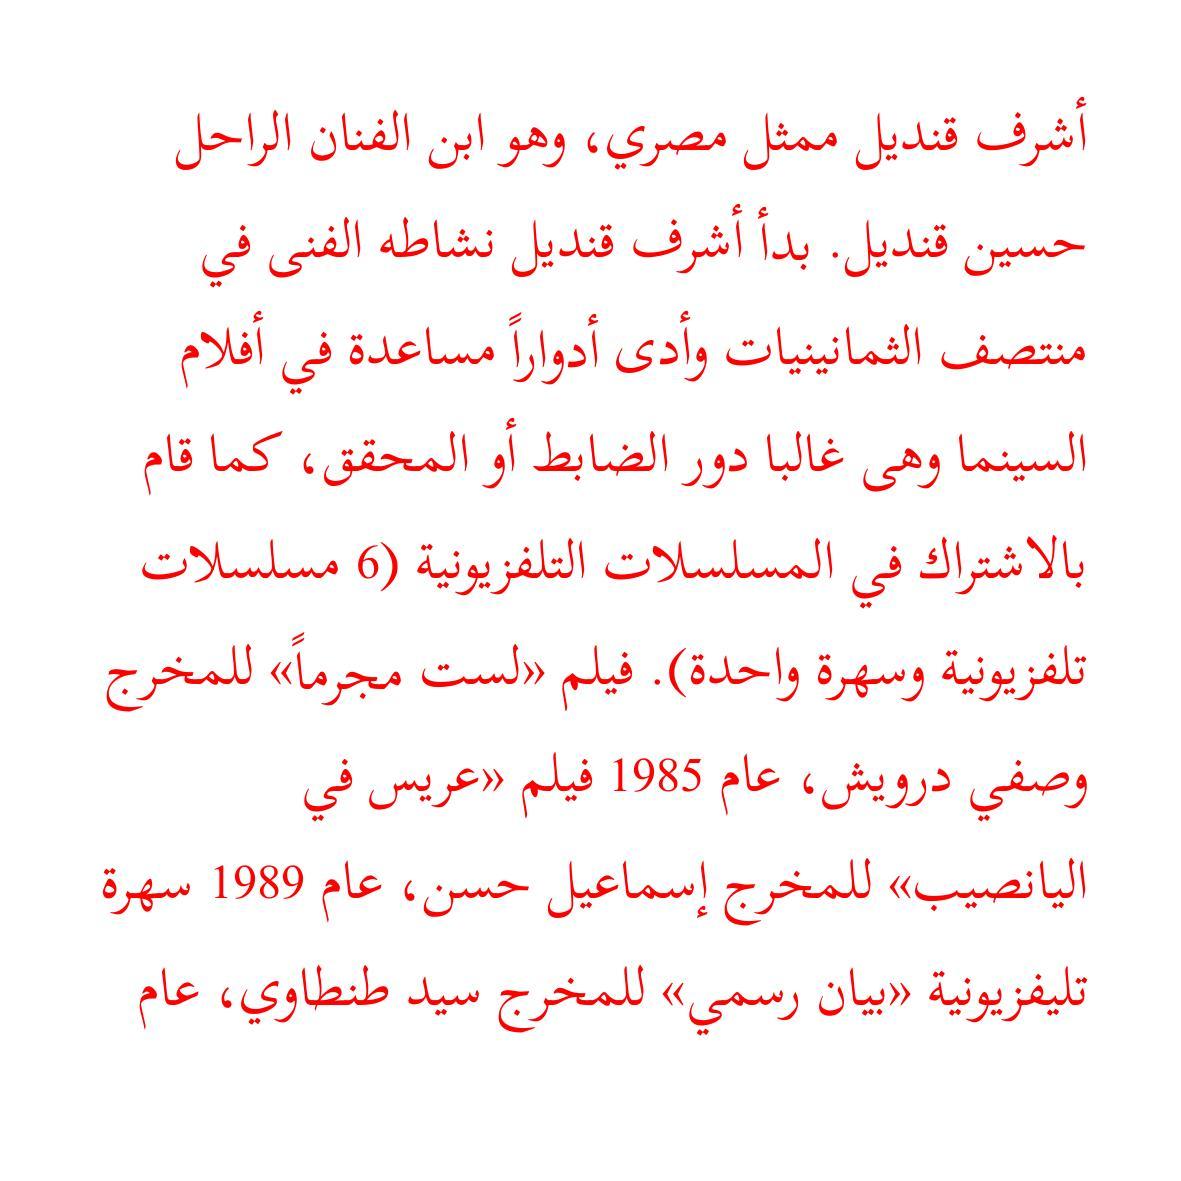 أشرف قنديل ممثل مصري، وهو ابن الفنان الراحل
حسين قنديل. بدأ أشرف قنديل نشاطه الفنى في
منتصف الثمانينيات وأدى أدواراً مساعدة في أفلام
السينما وهى غالبا دور الضابط أو المحقق، كما قام
بالاشتراك في المسلسلات التلفزيونية (6 مسلسلات
تلفزيونية وسهرة واحدة). فيلم «لست مجرماً» للمخرج
وصفي درويش، عام 1985 فيلم «عريس في
اليانصيب» للمخرج إسماعيل حسن، عام 1989 سهرة
تليفزيونية «بيان رسمي» للمخرج سيد طنطاوي، عام